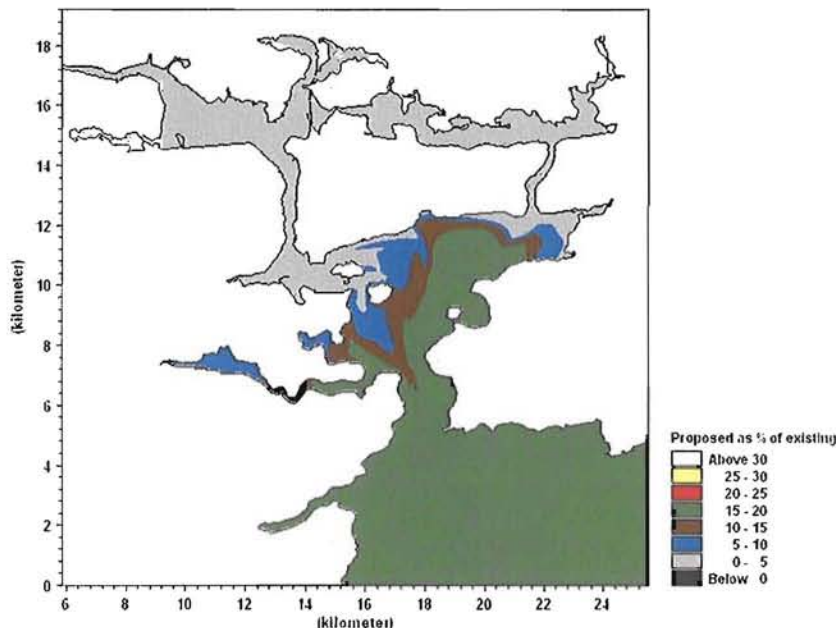 18
16
14
12
10
8
6
4
2
0
(kilometer)
6 8 10 12 14 16 18 20 22 24
(kilometer)
Proposed as % of existing
Above 30
25 - 30
20 - 25
15 - 20
10 - 15
5 - 10
0 - 5
Below 0